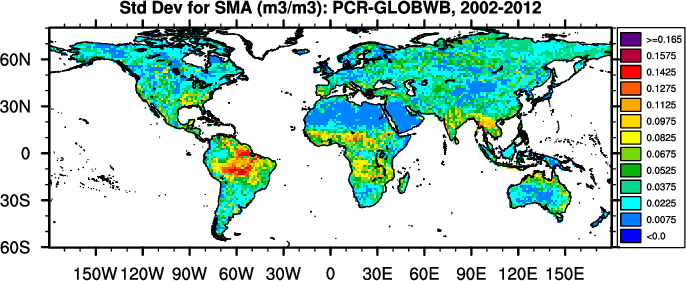 Std Dev for SMA (m3/m3): PCR-GLOBWB, 2002-2012
60N
30N
0
30S
60S
150W 120W 90W 60W 30W 0 30E 60E 90E 120E 150E
>=0.165
0.1575
0.1425
0.1275
0.1125
0.0975
0.0825
0.0675
0.0525
0.0375
0.0225
0.0075
<0.0